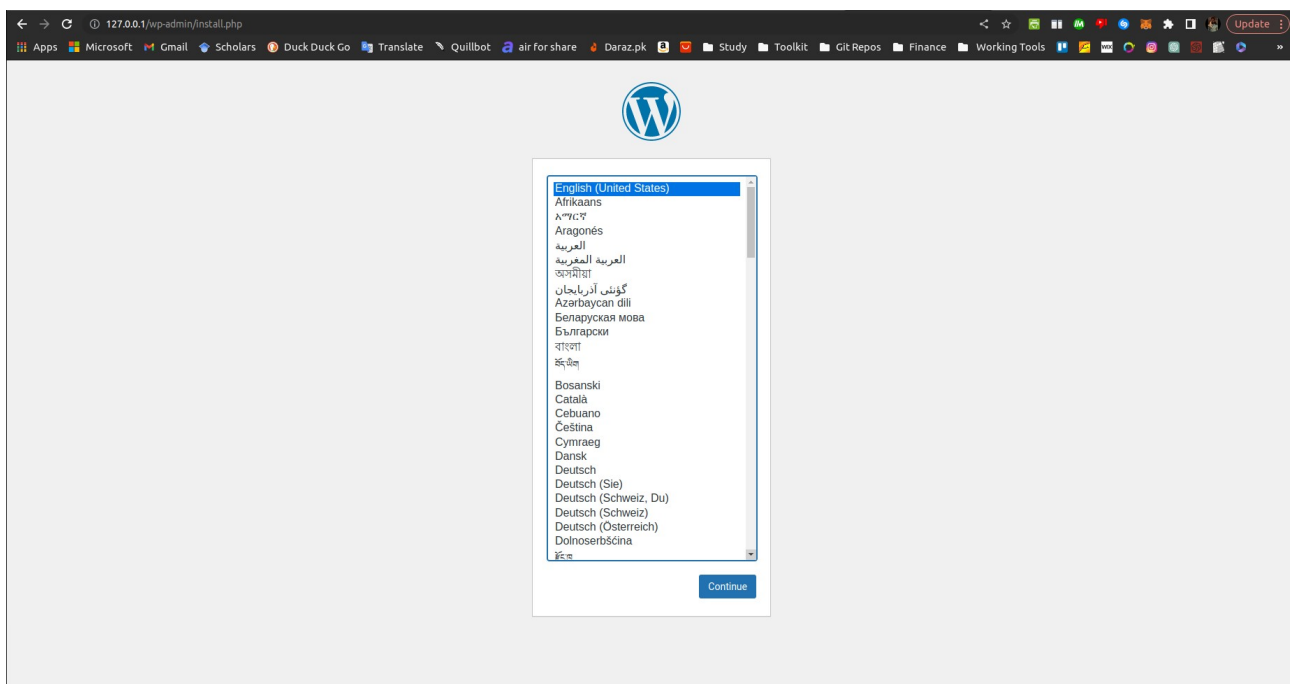 127.0.0.1/wp-admin/install.php
Update
Apps Microsoft Gmail Scholars Duck Duck Go Translate Quillbot air for share Daraz.pk Study Toolkit Git Repos Finance Working Tools WIX »
English (United States)
Afrikaans
አማርኛ
Aragonés
العربية
العربية المغربية
অসমীয়া
گؤنئی آذربایجان
Azərbaycan dili
Беларуская мова
Български
বাংলা
བོད་ཡིག
Bosanski
Català
Cebuano
Čeština
Cymraeg
Dansk
Deutsch
Deutsch (Sie)
Deutsch (Schweiz, Du)
Deutsch (Schweiz)
Deutsch (Österreich)
Dolnoserbšćina
རྫོང་ཁ
Continue